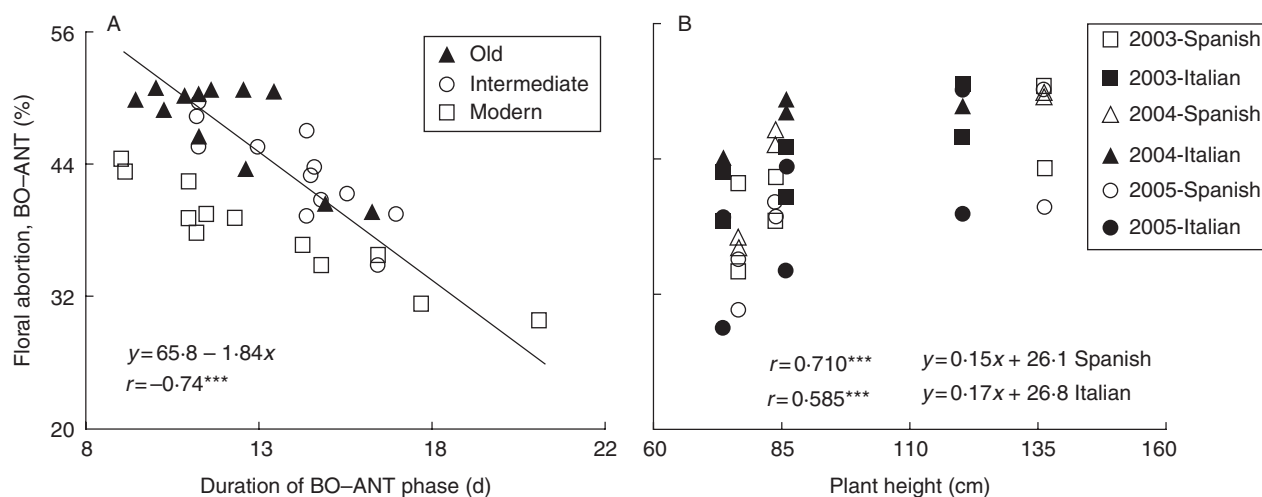 A
56
44
32
20
Floral abortion, BO–ANT (%)
Old
Intermediate
Modern
y=65·8 – 1·84x
r=–0·74***
8 13 18 22
Duration of BO–ANT phase (d)
B
2003-Spanish
2003-Italian
2004-Spanish
2004-Italian
2005-Spanish
2005-Italian
r=0·710*** y=0·15x + 26·1 Spanish
r=0·585*** y=0·17x + 26·8 Italian
60 85 110 135 160
Plant height (cm)